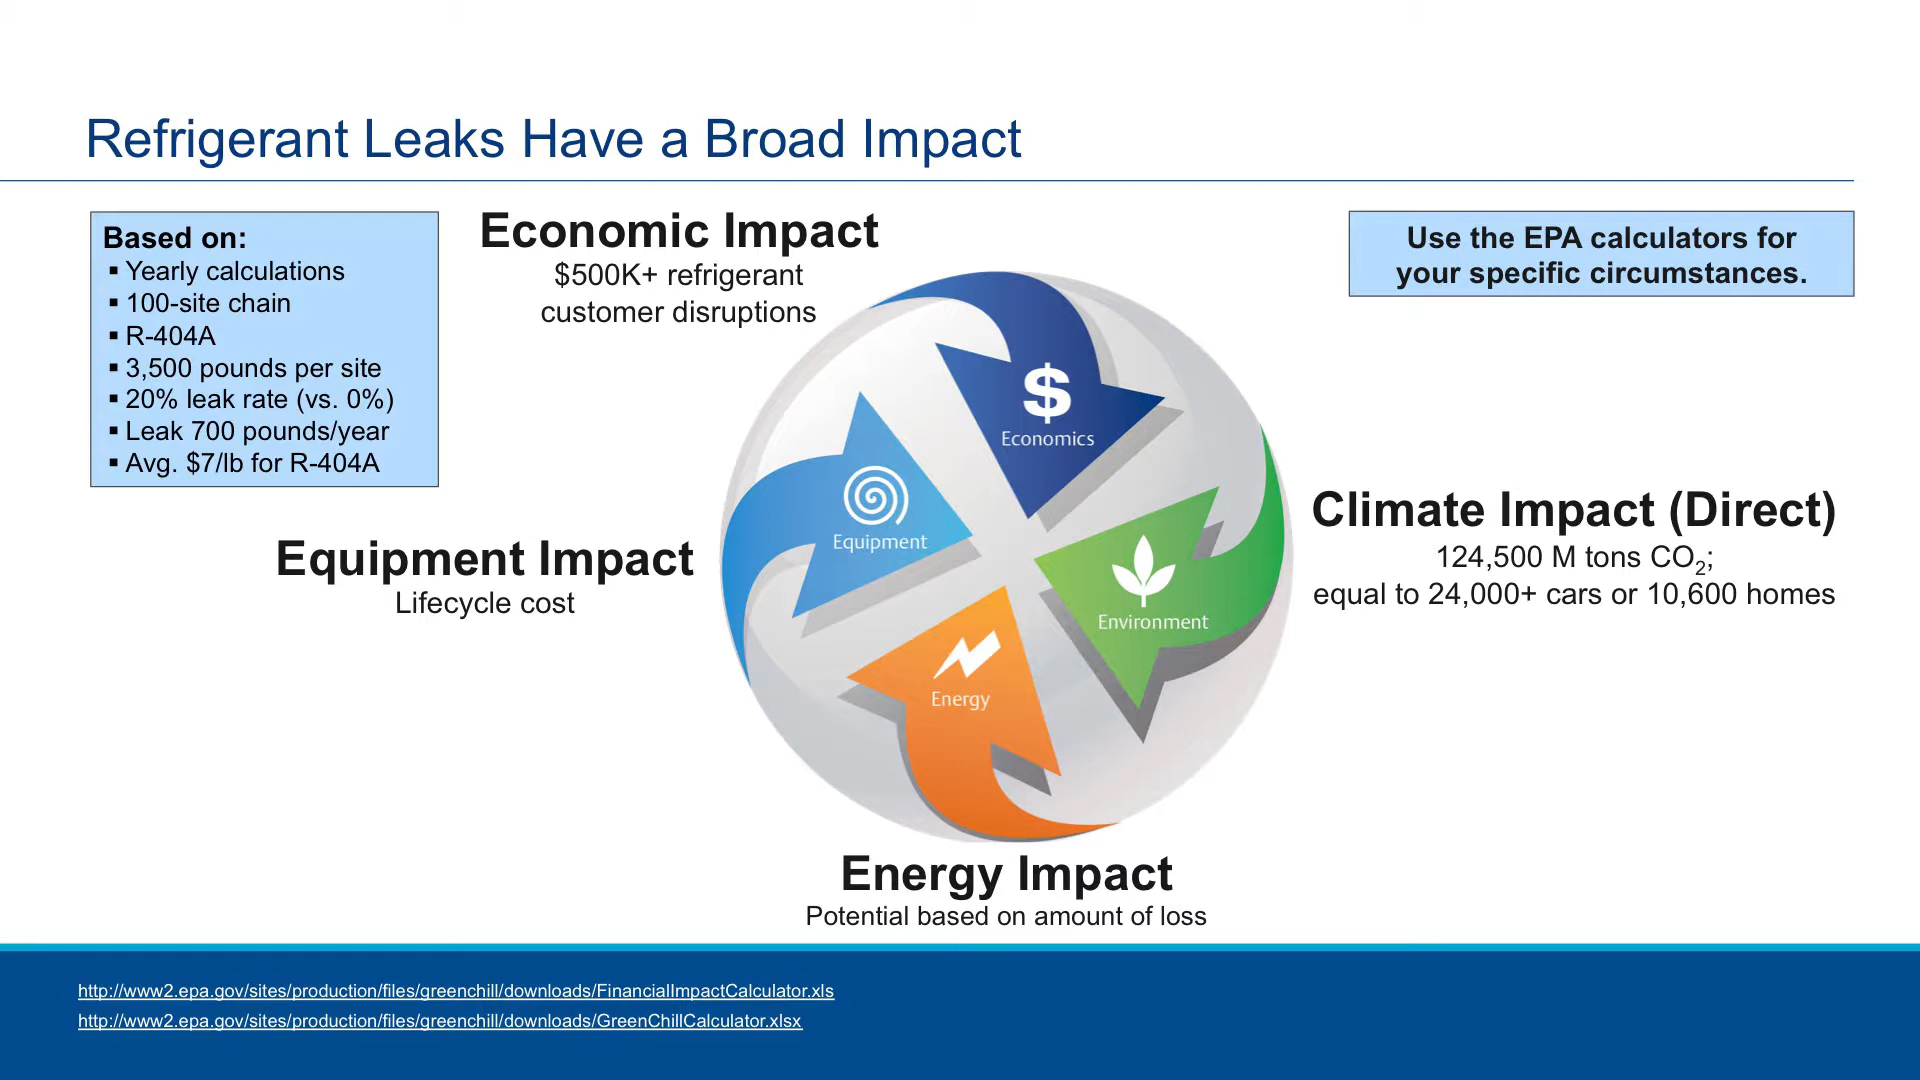 Refrigerant Leaks Have a Broad Impact
Based on:
▪ Yearly calculations
▪ 100-site chain
▪ R-404A
▪ 3,500 pounds per site
▪ 20% leak rate (vs. 0%)
▪ Leak 700 pounds/year
▪ Avg. $7/lb for R-404A
Economic Impact
$500K+ refrigerant
customer disruptions
Use the EPA calculators for
your specific circumstances.
$
Economics
Equipment
Environment
Energy
Equipment Impact
Lifecycle cost
Climate Impact (Direct)
124,500 M tons CO₂;
equal to 24,000+ cars or 10,600 homes
Energy Impact
Potential based on amount of loss
http://www2.epa.gov/sites/production/files/greenchill/downloads/FinancialImpactCalculator.xls
http://www2.epa.gov/sites/production/files/greenchill/downloads/GreenChillCalculator.xlsx